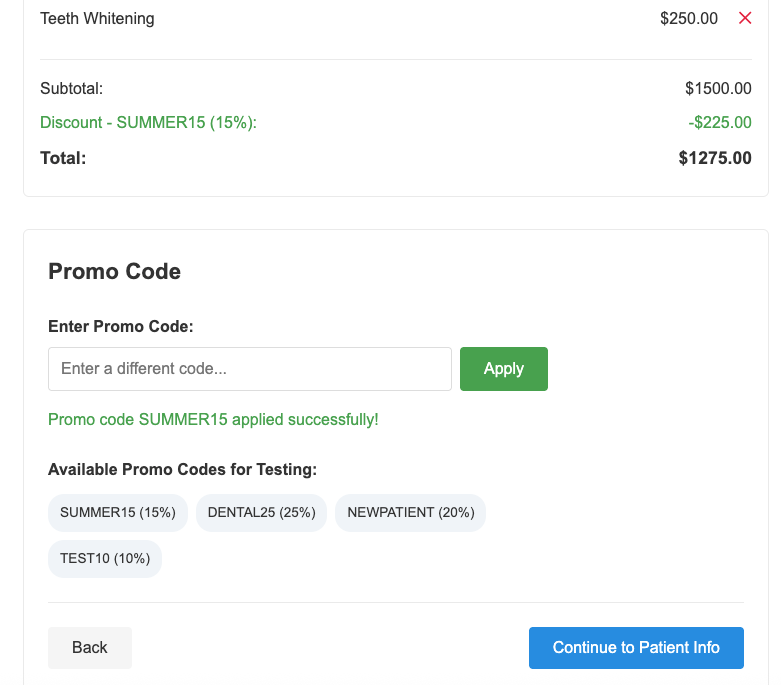 Teeth Whitening $250.00
Subtotal: $1500.00
Discount - SUMMER15 (15%): -$225.00
Total: $1275.00
Promo Code
Enter Promo Code:
Enter a different code... Apply
Promo code SUMMER15 applied successfully!
Available Promo Codes for Testing:
SUMMER15 (15%) DENTAL25 (25%) NEWPATIENT (20%)
TEST10 (10%)
Back Continue to Patient Info